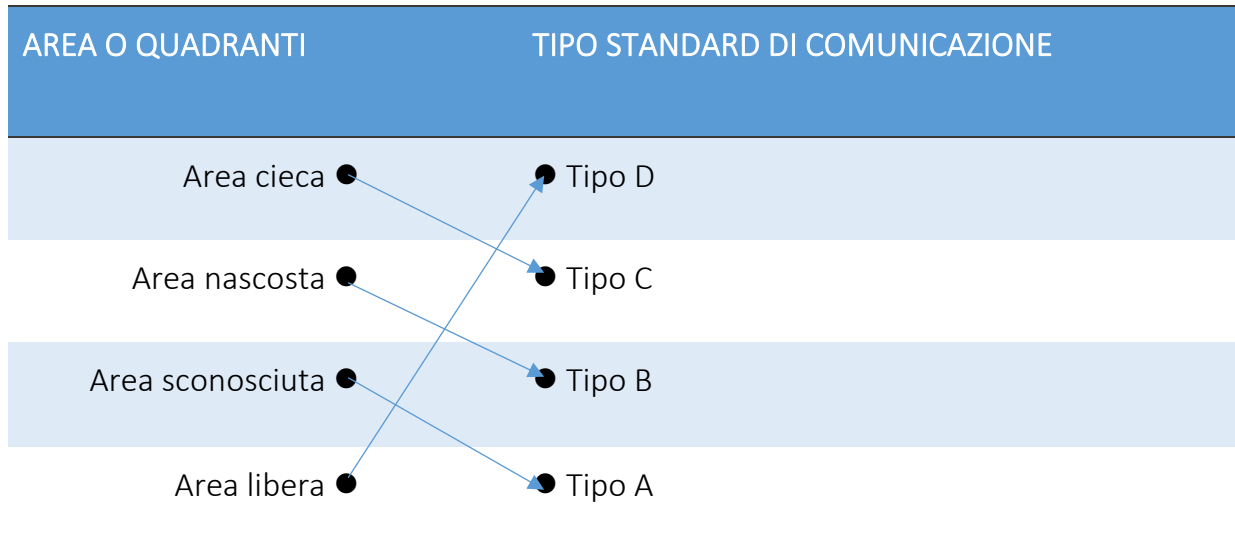 AREA O QUADRANTI TIPO STANDARD DI COMUNICAZIONE
Area cieca Tipo D
Area nascosta Tipo C
Area sconosciuta Tipo B
Area libera Tipo A